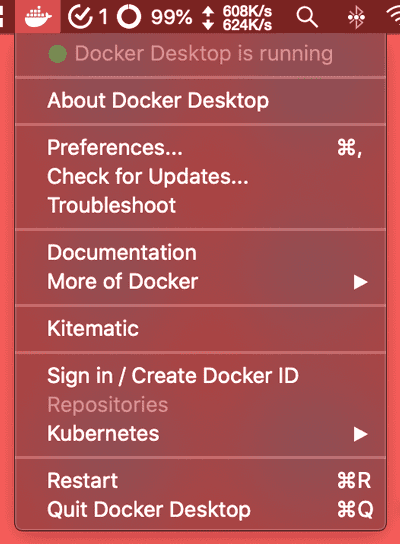 1 99% 608K/s
624K/s
Docker Desktop is running
About Docker Desktop
Preferences... ⌘,
Check for Updates...
Troubleshoot
Documentation
More of Docker
Kitematic
Sign in / Create Docker ID
Repositories
Kubernetes
Restart ⌘R
Quit Docker Desktop ⌘Q